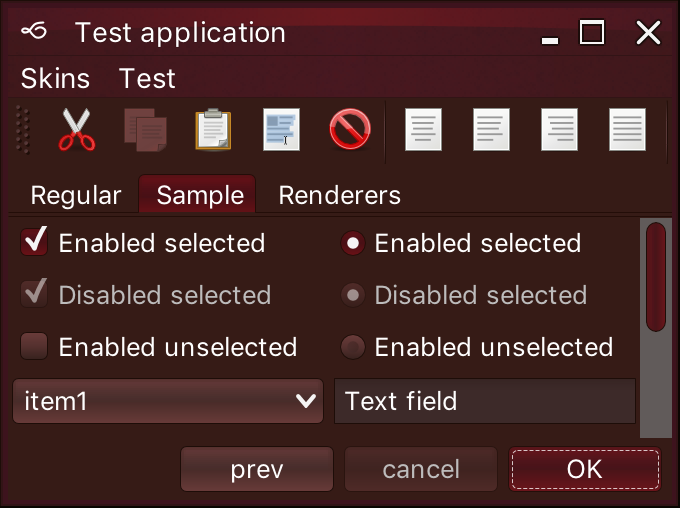 Test application
Skins Test
Regular Sample Renderers
Enabled selected Enabled selected
Disabled selected Disabled selected
Enabled unselected Enabled unselected
item1 Text field
prev cancel OK